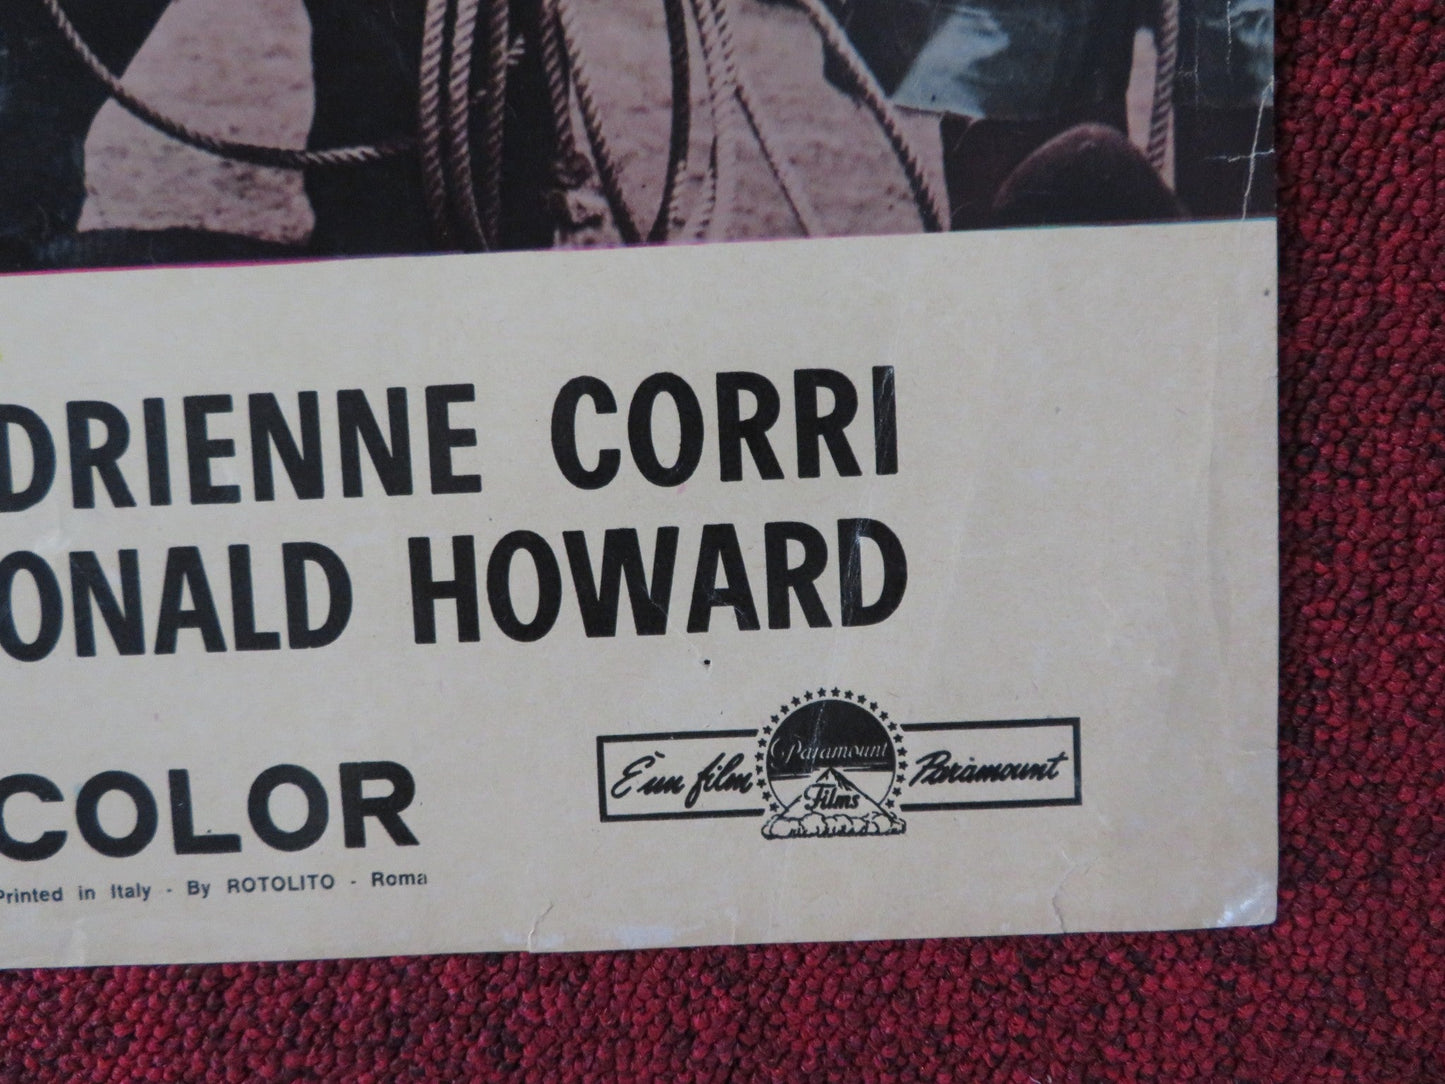 DRIENNE CORRI
ONALD HOWARD
COLOR
È un film Paramount Films Paramount
Printed in Italy - By ROTOLITO - Roma